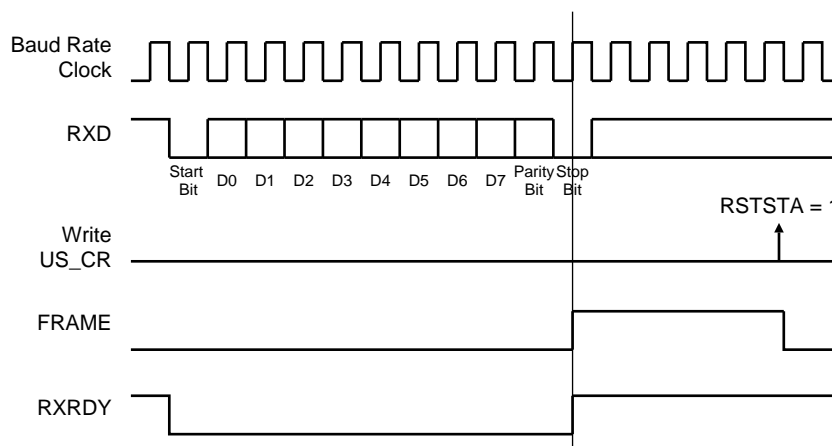 Baud Rate
Clock
RXD
Start
Bit
D0
D1
D2
D3
D4
D5
D6
D7
Parity
Bit
Stop
Bit
RSTSTA = 1
Write
US_CR
FRAME
RXRDY